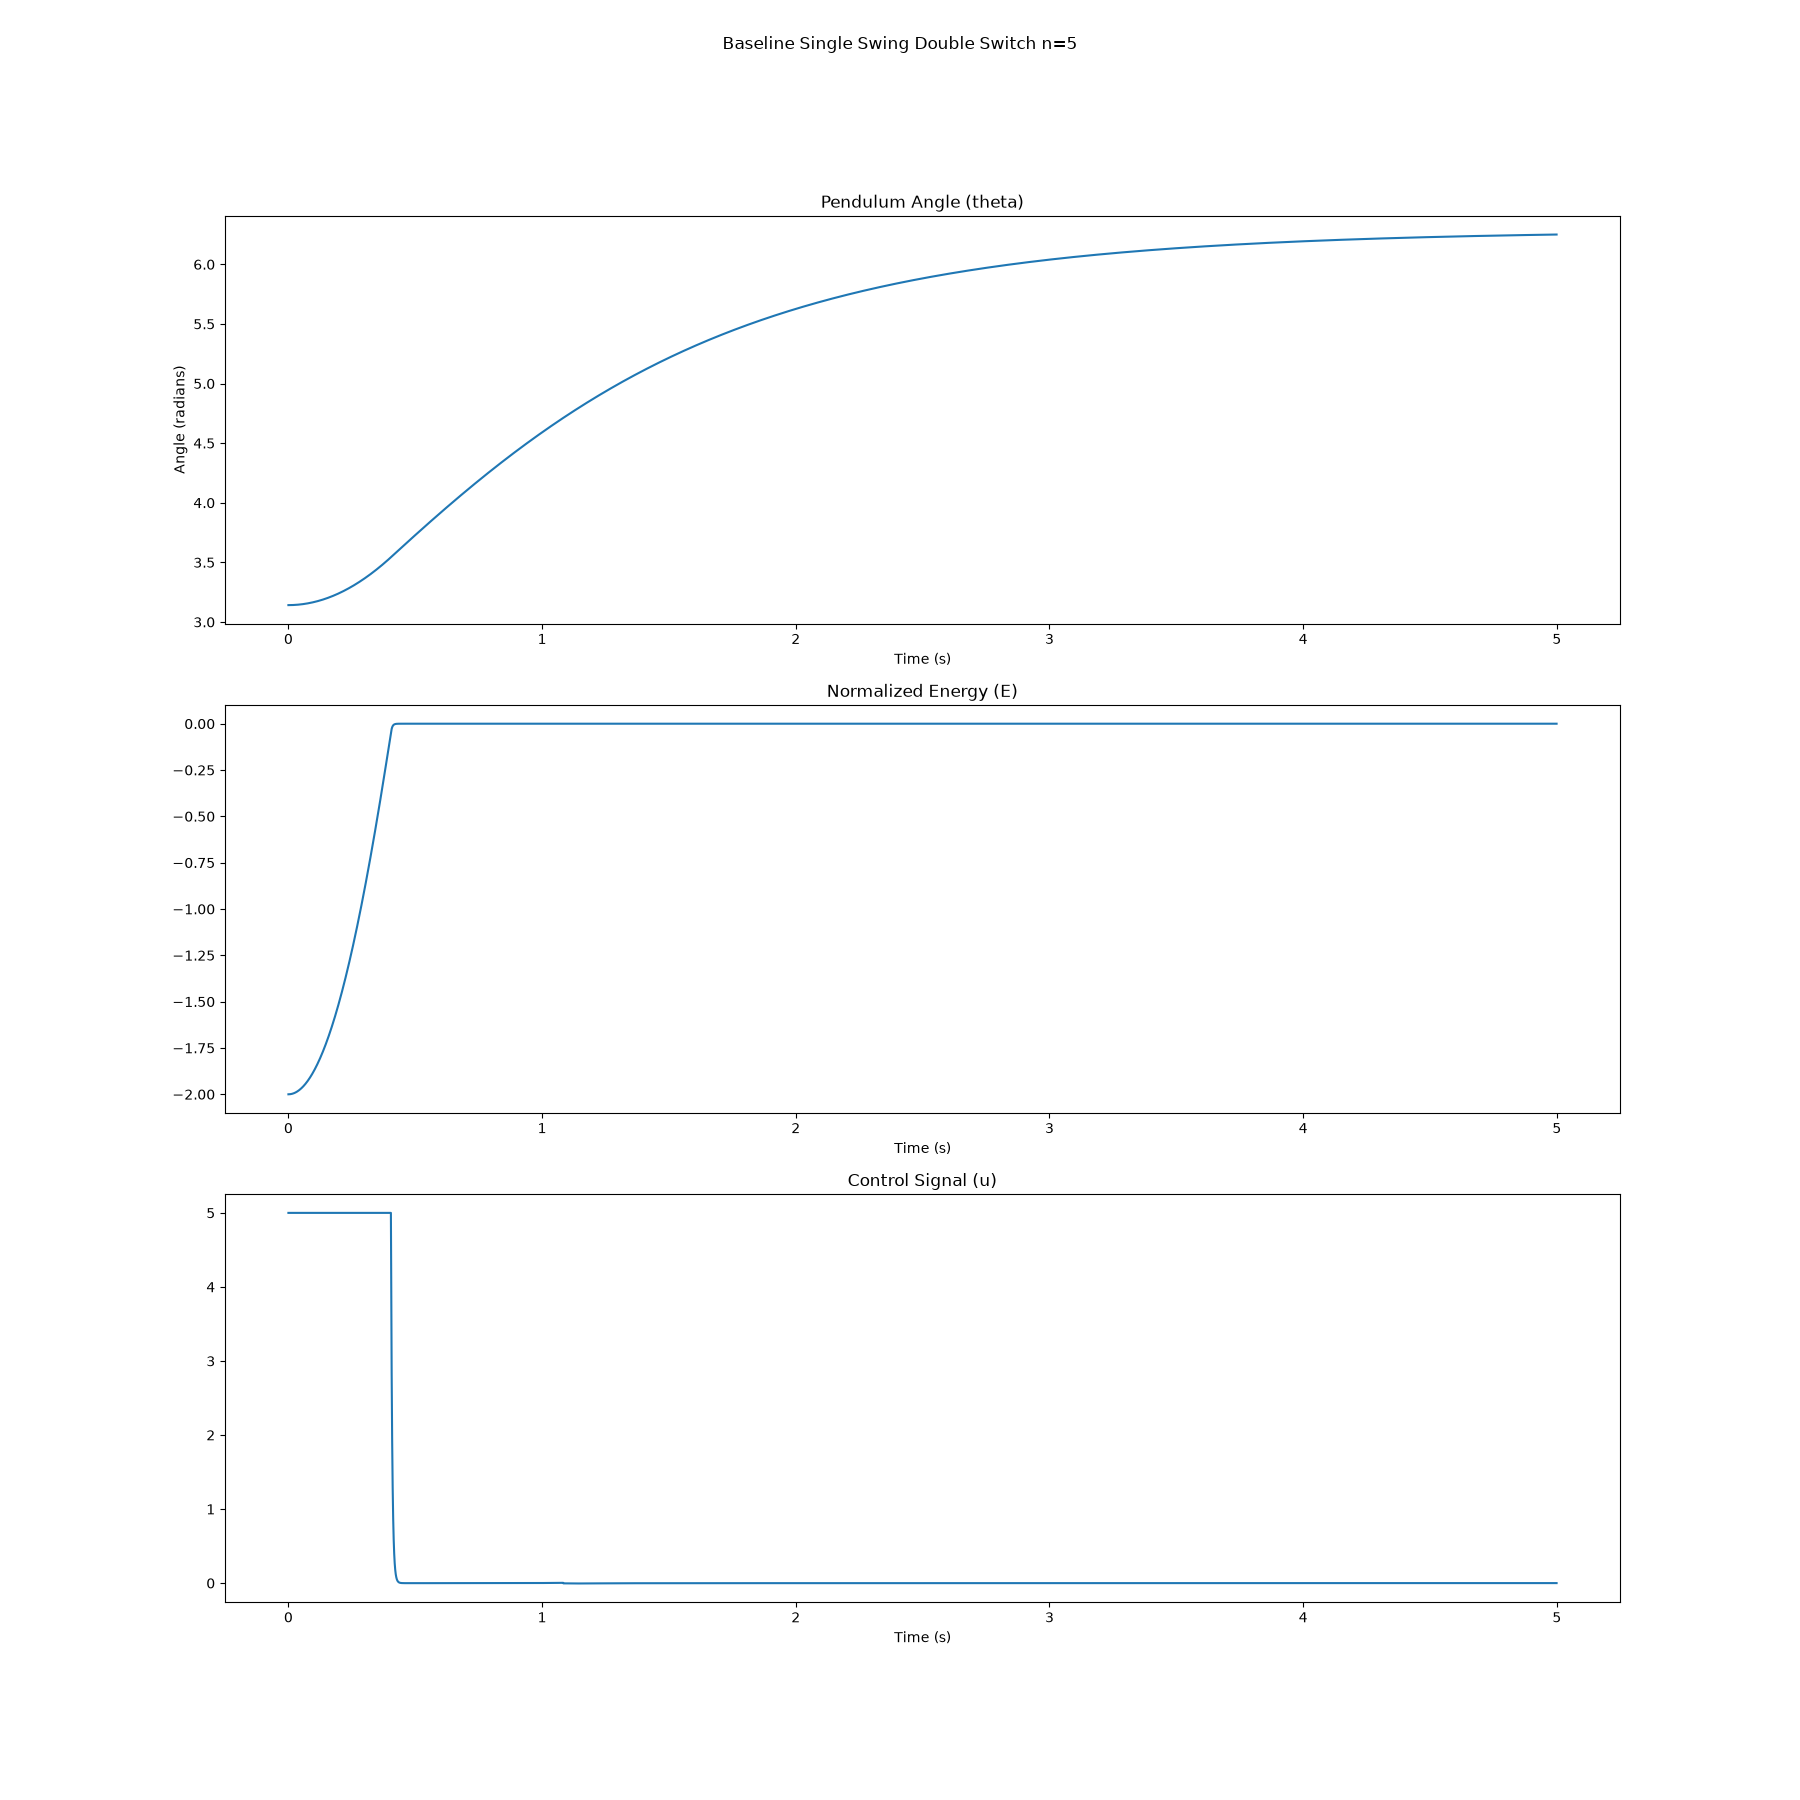 Baseline Single Swing Double Switch n=5
Pendulum Angle (theta)
Angle (radians)
6.0
5.5
5.0
4.5
4.0
3.5
3.0
0 1 2 3 4 5
Time (s)
Normalized Energy (E)
0.00
−0.25
−0.50
−0.75
−1.00
−1.25
−1.50
−1.75
−2.00
0 1 2 3 4 5
Time (s)
Control Signal (u)
5
4
3
2
1
0
0 1 2 3 4 5
Time (s)